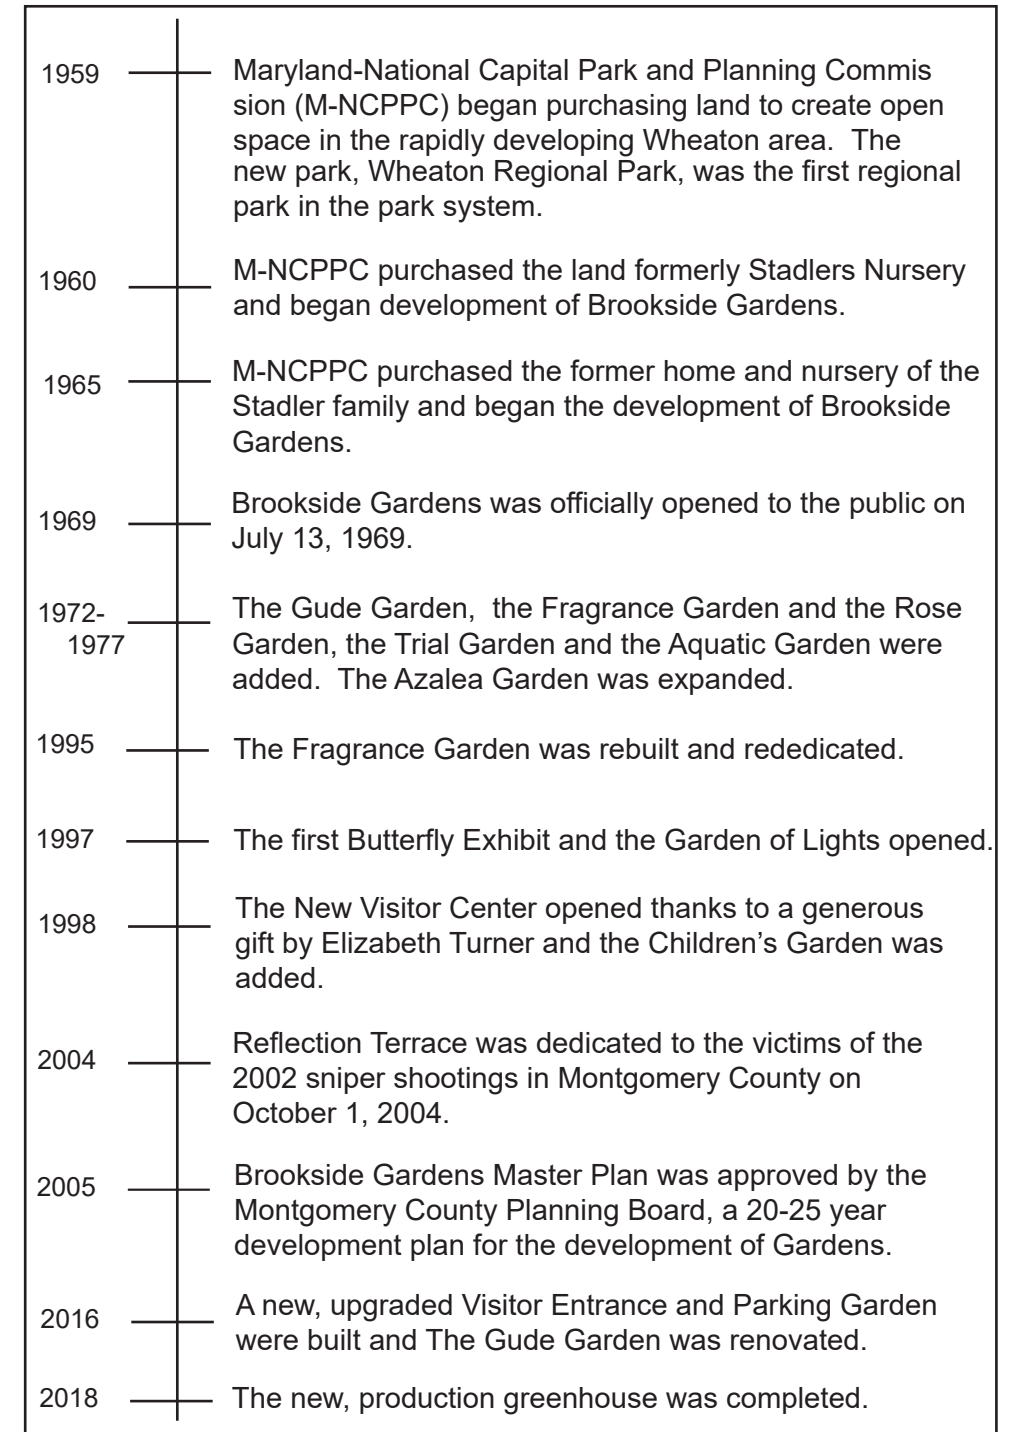 1959 Maryland-National Capital Park and Planning Commis
sion (M-NCPPC) began purchasing land to create open
space in the rapidly developing Wheaton area.  The
new park, Wheaton Regional Park, was the first regional
park in the park system.
1960 M-NCPPC purchased the land formerly Stadlers Nursery
and began development of Brookside Gardens.
1965 M-NCPPC purchased the former home and nursery of the
Stadler family and began the development of Brookside
Gardens.
1969 Brookside Gardens was officially opened to the public on
July 13, 1969.
1972- The Gude Garden,  the Fragrance Garden and the Rose
1977 Garden, the Trial Garden and the Aquatic Garden were
added.  The Azalea Garden was expanded.
1995 The Fragrance Garden was rebuilt and rededicated.
1997 The first Butterfly Exhibit and the Garden of Lights opened.
1998 The New Visitor Center opened thanks to a generous
gift by Elizabeth Turner and the Children’s Garden was
added.
2004 Reflection Terrace was dedicated to the victims of the
2002 sniper shootings in Montgomery County on
October 1, 2004.
2005 Brookside Gardens Master Plan was approved by the
Montgomery County Planning Board, a 20-25 year
development plan for the development of Gardens.
2016 A new, upgraded Visitor Entrance and Parking Garden
were built and The Gude Garden was renovated.
2018 The new, production greenhouse was completed.